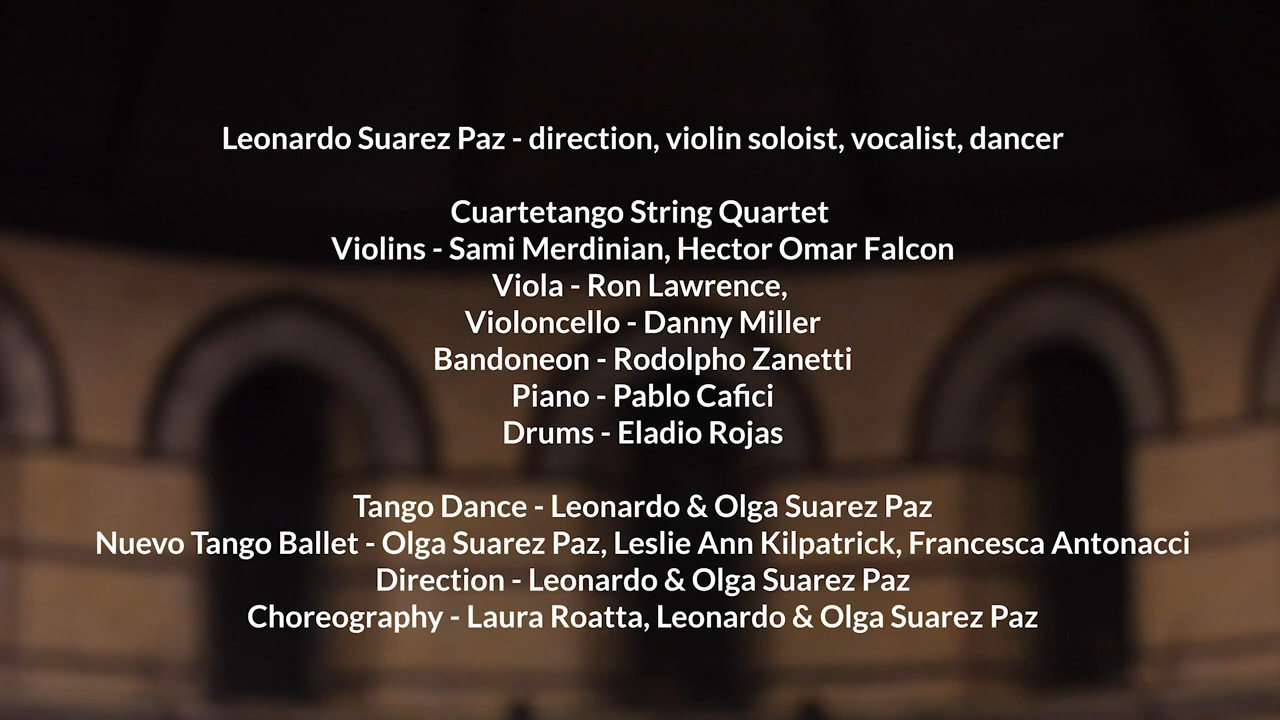 Leonardo Suarez Paz - direction, violin soloist, vocalist, dancer
Cuartetango String Quartet
Violins - Sami Merdinian, Hector Omar Falcon
Viola - Ron Lawrence,
Violoncello - Danny Miller
Bandoneon - Rodolpho Zanetti
Piano - Pablo Cafici
Drums - Eladio Rojas
Tango Dance - Leonardo & Olga Suarez Paz
Nuevo Tango Ballet - Olga Suarez Paz, Leslie Ann Kilpatrick, Francesca Antonacci
Direction - Leonardo & Olga Suarez Paz
Choreography - Laura Roatta, Leonardo & Olga Suarez Paz